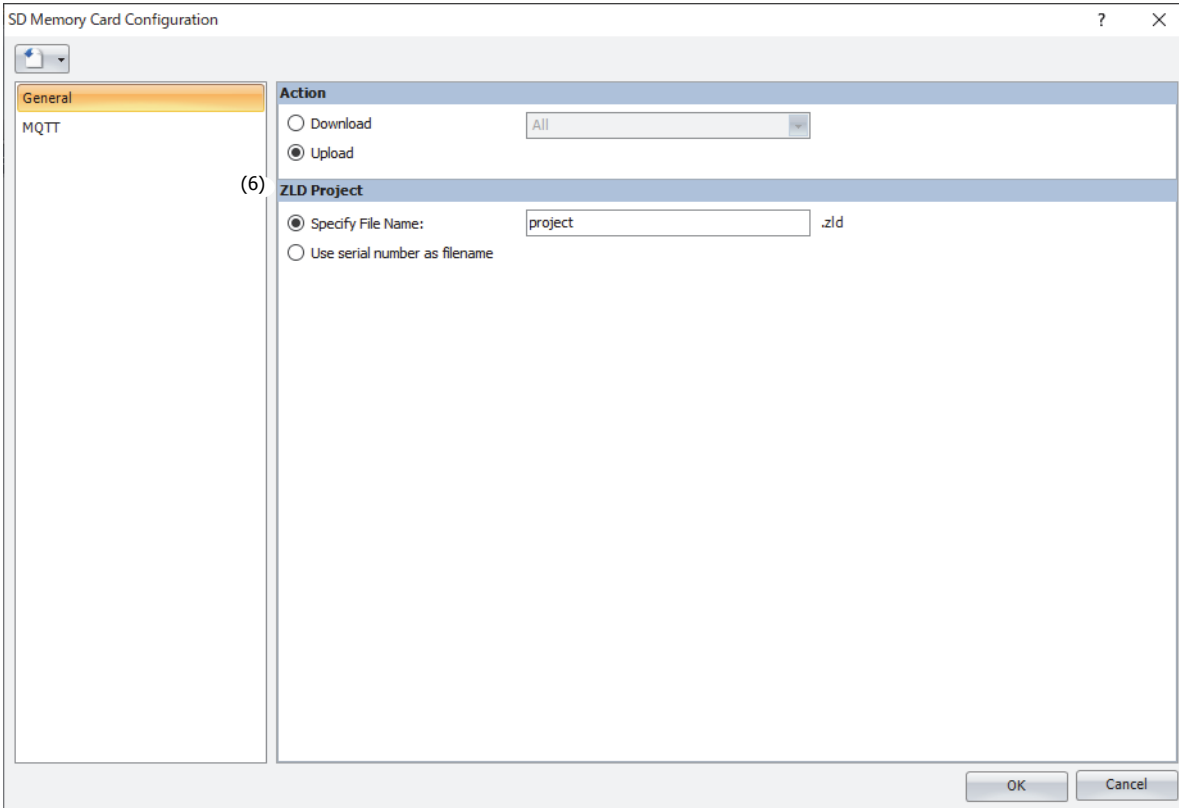 SD Memory Card Configuration
?
General
MQTT
Action
Download
All
Upload
(6)
ZLD Project
Specify File Name:
project
.zld
Use serial number as filename
OK
Cancel